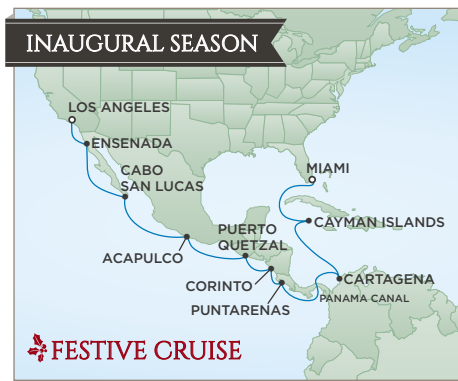 INAUGURAL SEASON
LOS ANGELES
ENSENADA
CABO
SAN LUCAS
MIAMI
CAYMAN ISLANDS
PUERTO
QUETZAL
ACAPULCO
CORINTO
CARTAGENA
PANAMA CANAL
PUNTARENAS
FESTIVE CRUISE